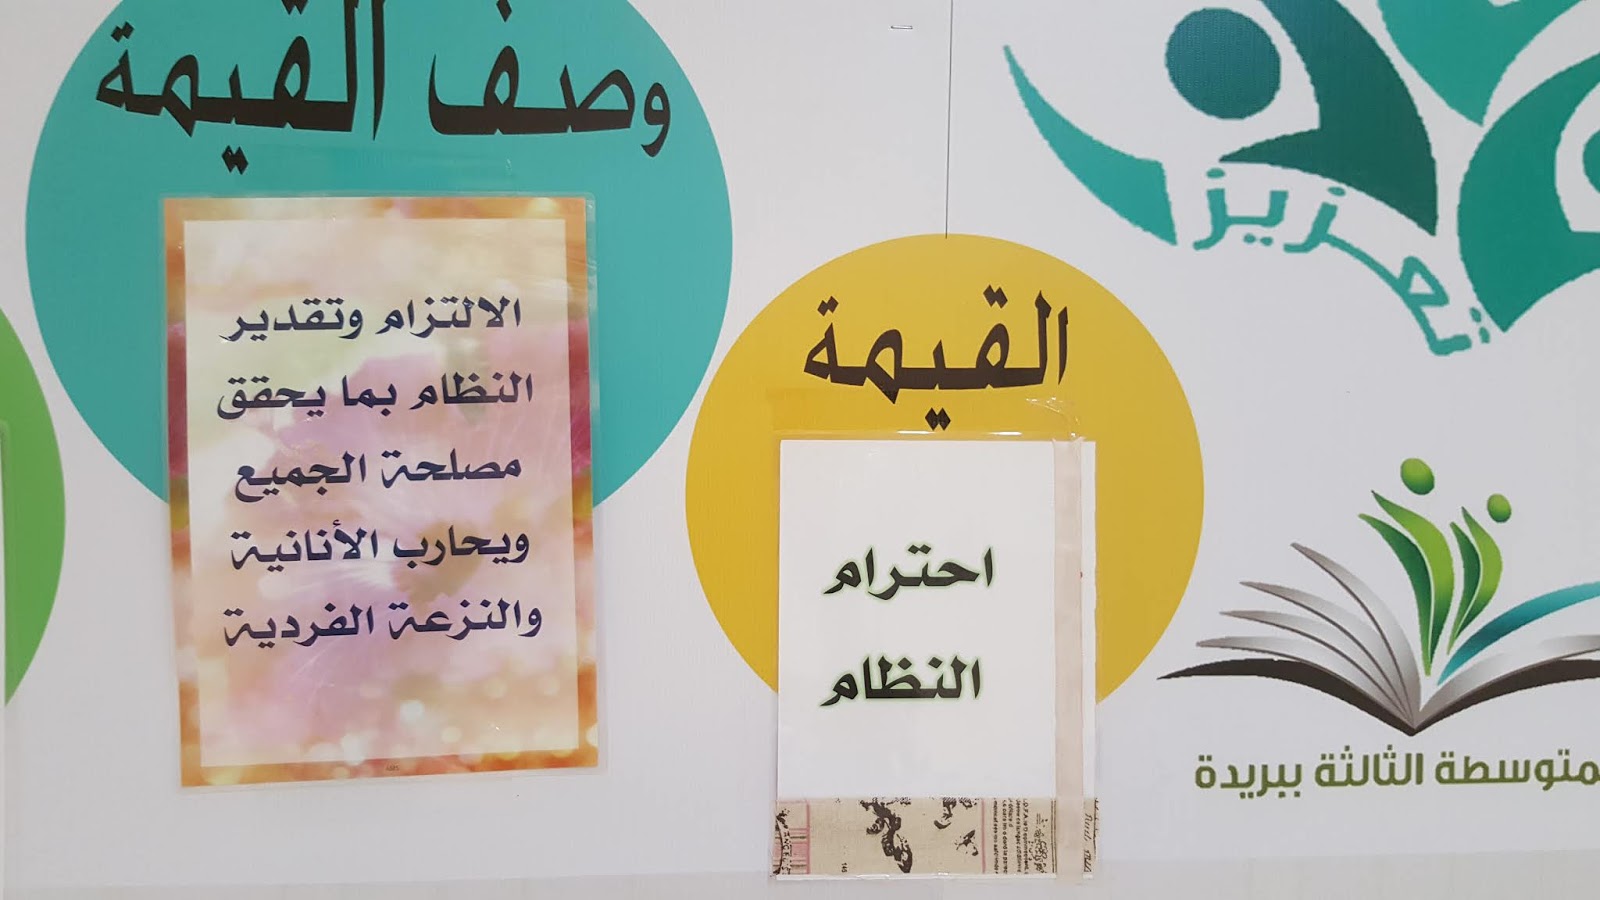 وصف القيمة
الالتزام وتقدير
النظام بما يحقق
مصلحة الجميع
ويحارب الأنانية
والنزعة الفردية
القيمة
احترام
النظام
تعزيز
متوسطة الثالثة ببريدة